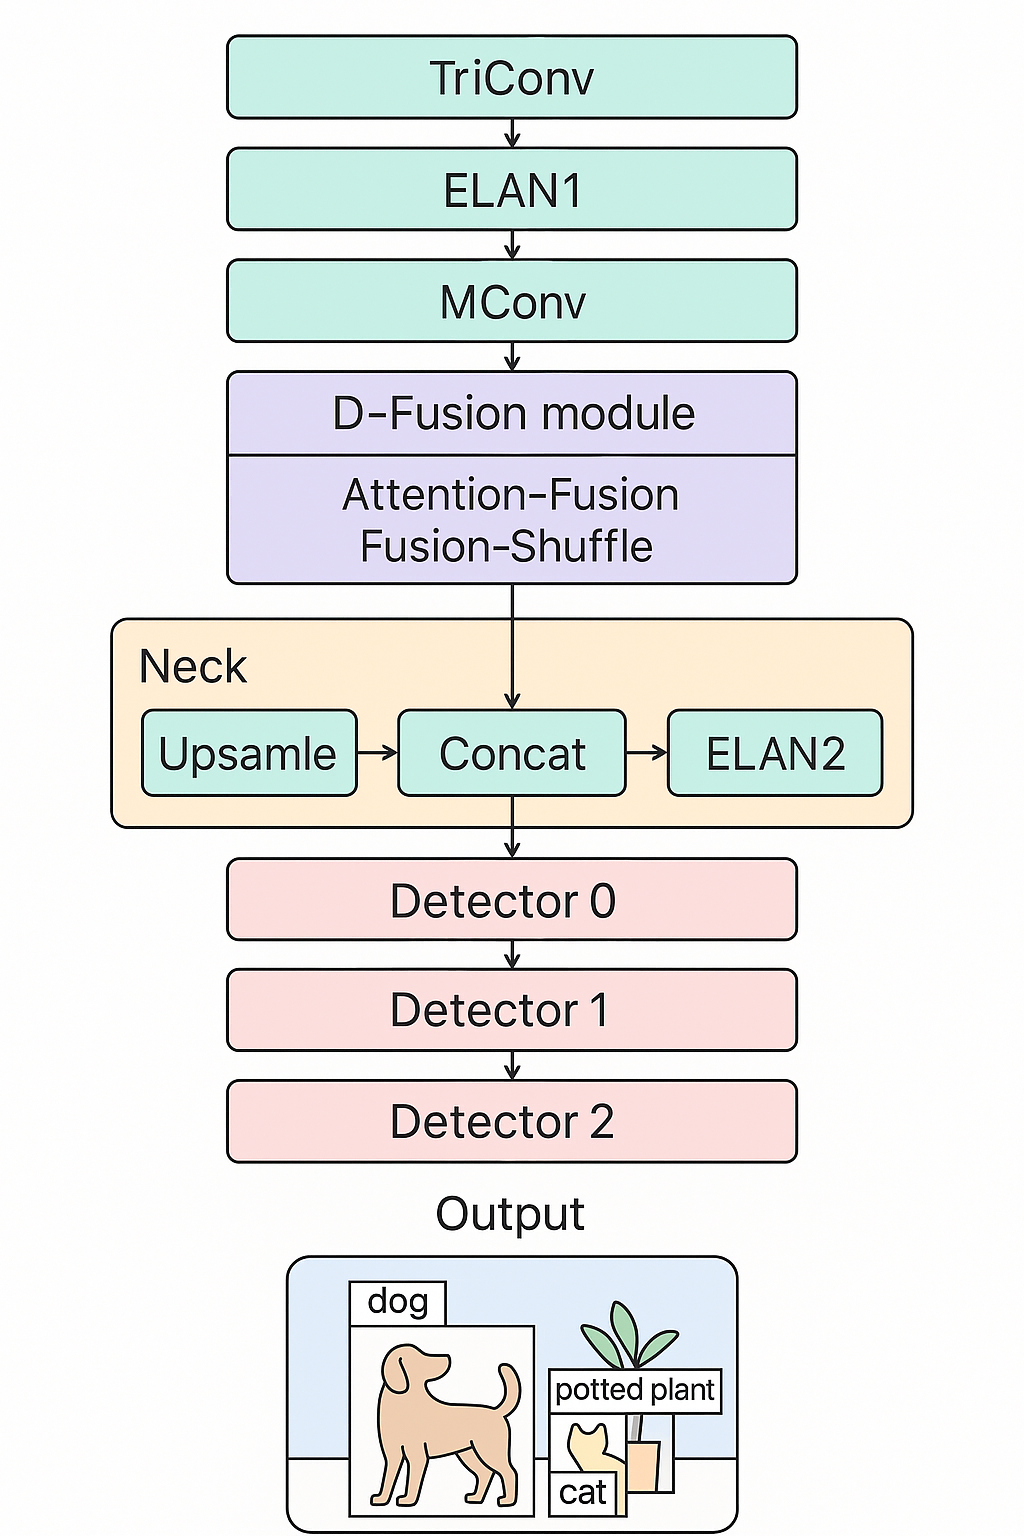 TriConv
ELAN1
MConv
D-Fusion module
Attention-Fusion
Fusion-Shuffle
Neck
Upsamle
Concat
ELAN2
Detector 0
Detector 1
Detector 2
Output
dog
potted plant
cat